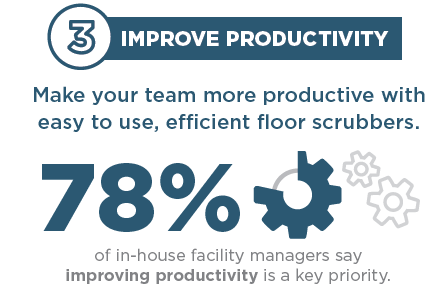 3 IMPROVE PRODUCTIVITY
Make your team more productive with
easy to use, efficient floor scrubbers.
78%
of in-house facility managers say
improving productivity is a key priority.